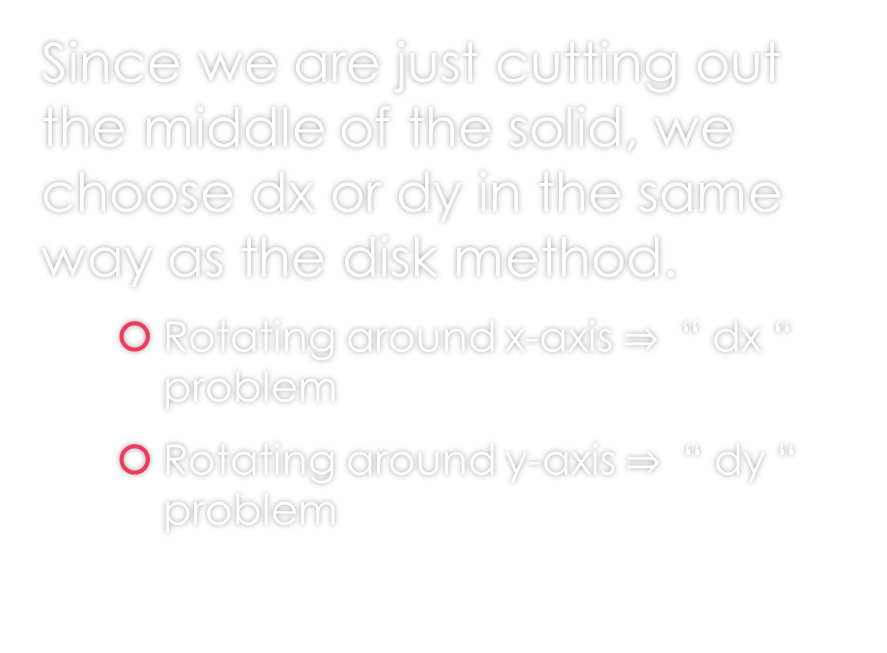 Since we are just cutting out
the middle of the solid, we
choose dx or dy in the same
way as the disk method.
Rotating around x-axis ⇒ “ dx “
problem
Rotating around y-axis ⇒ “ dy “
problem